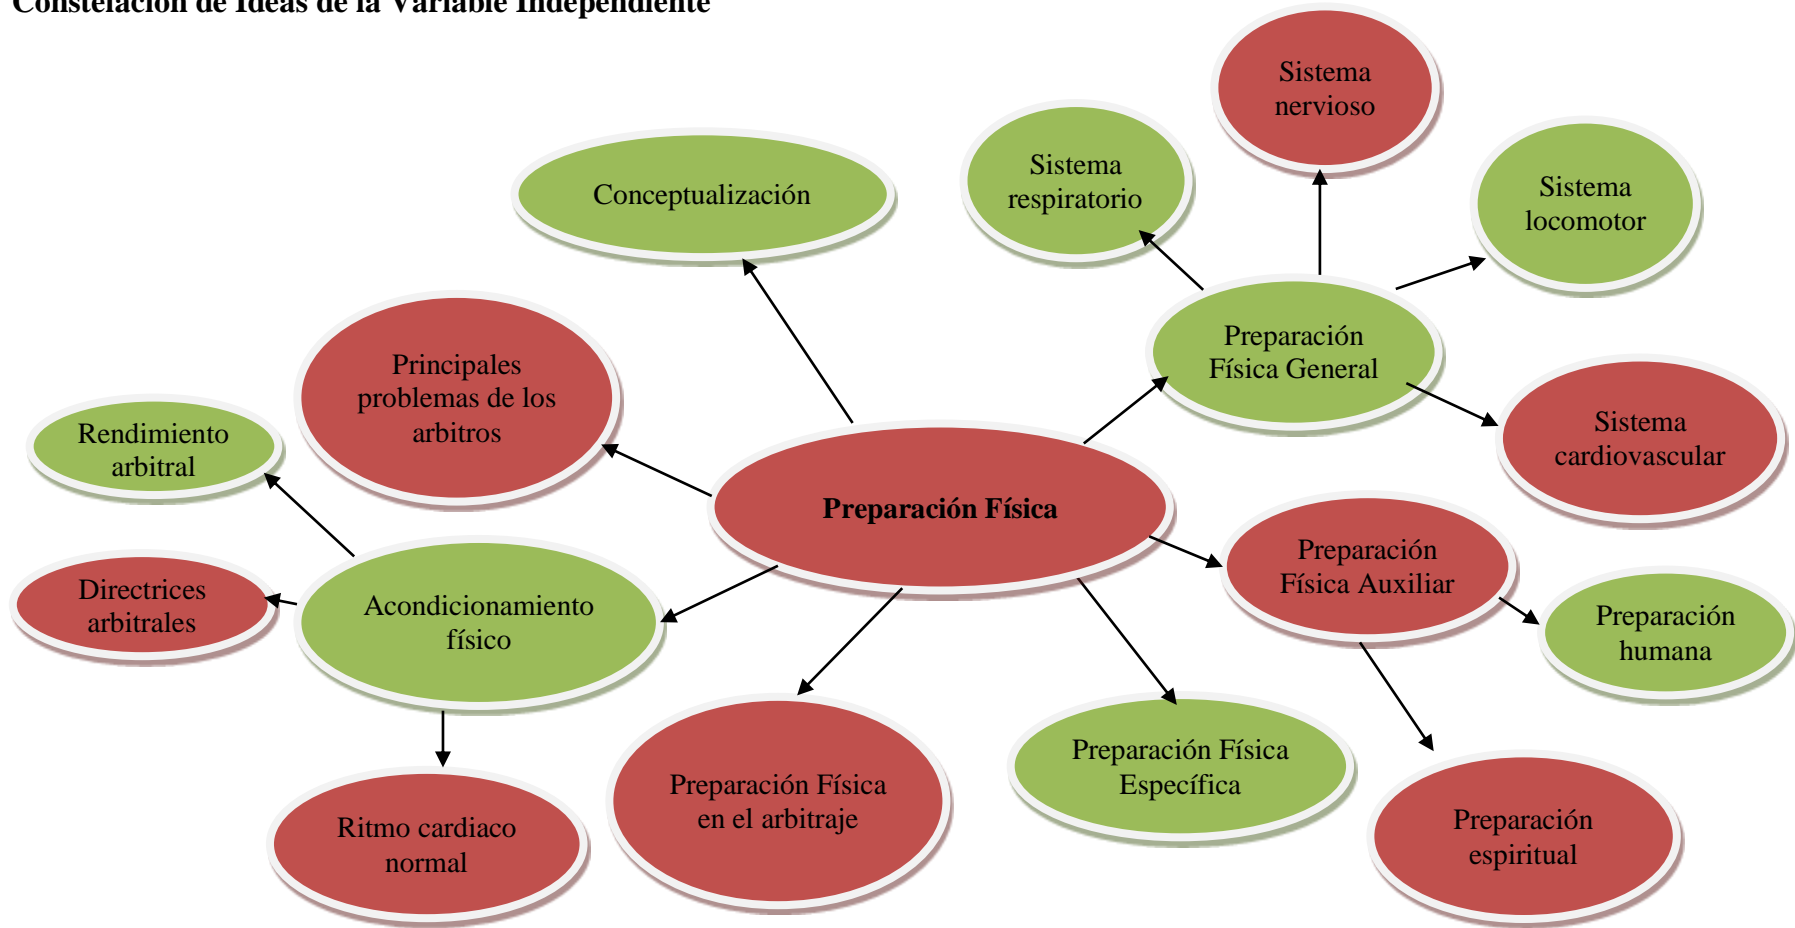 Constelación de Ideas de la Variable Independiente
Sistema
nervioso
Sistema
respiratorio
Sistema
locomotor
Conceptualización
Preparación
Física General
Principales
problemas de los
arbitros
Rendimiento
arbitral
Sistema
cardiovascular
Preparación Física
Preparación
Física Auxiliar
Directrices
arbitrales
Acondicionamiento
físico
Preparación
humana
Preparación Física
Específica
Preparación Física
en el arbitraje
Ritmo cardiaco
normal
Preparación
espiritual